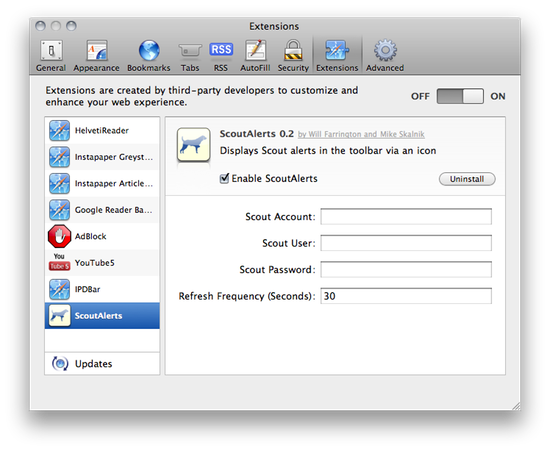 Extensions
General Appearance Bookmarks Tabs RSS AutoFill Security Extensions Advanced
RSS
Extensions are created by third-party developers to customize and
enhance your web experience.
OFF ON
HelvetiReader
Instapaper Greyst...
Instapaper Article...
Google Reader Ba...
AdBlock
You
Tube 5
YouTube5
IPDBar
ScoutAlerts
Updates
ScoutAlerts 0.2 by Will Farrington and Mike Skalnik
Displays Scout alerts in the toolbar via an icon
Enable ScoutAlerts
Uninstall
Scout Account:
Scout User:
Scout Password:
Refresh Frequency (Seconds): 30